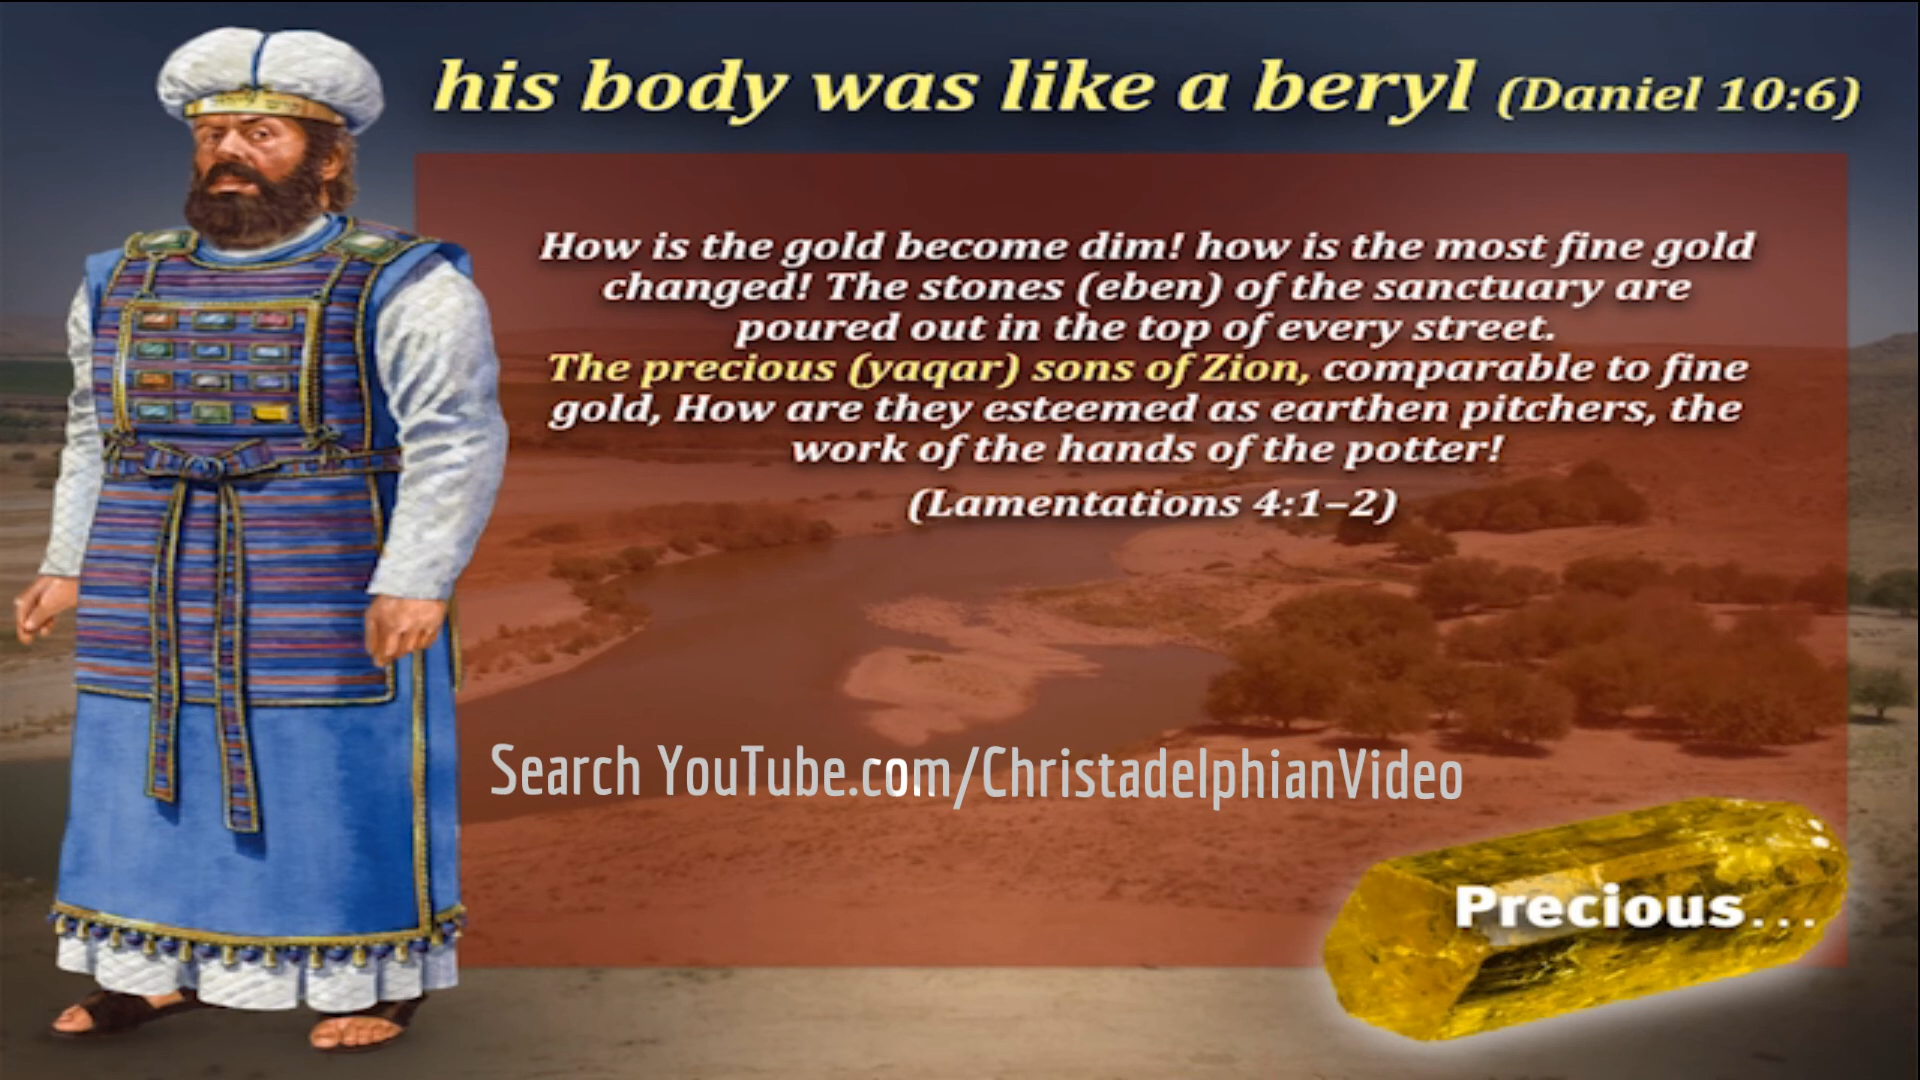 his body was like a beryl (Daniel 10:6)
How is the gold become dim! how is the most fine gold
changed! The stones (eben) of the sanctuary are
poured out in the top of every street.
The precious (yaqar) sons of Zion, comparable to fine
gold, How are they esteemed as earthen pitchers, the
work of the hands of the potter!
(Lamentations 4:1–2)
Search YouTube.com/ChristadelphianVideo
Precious...